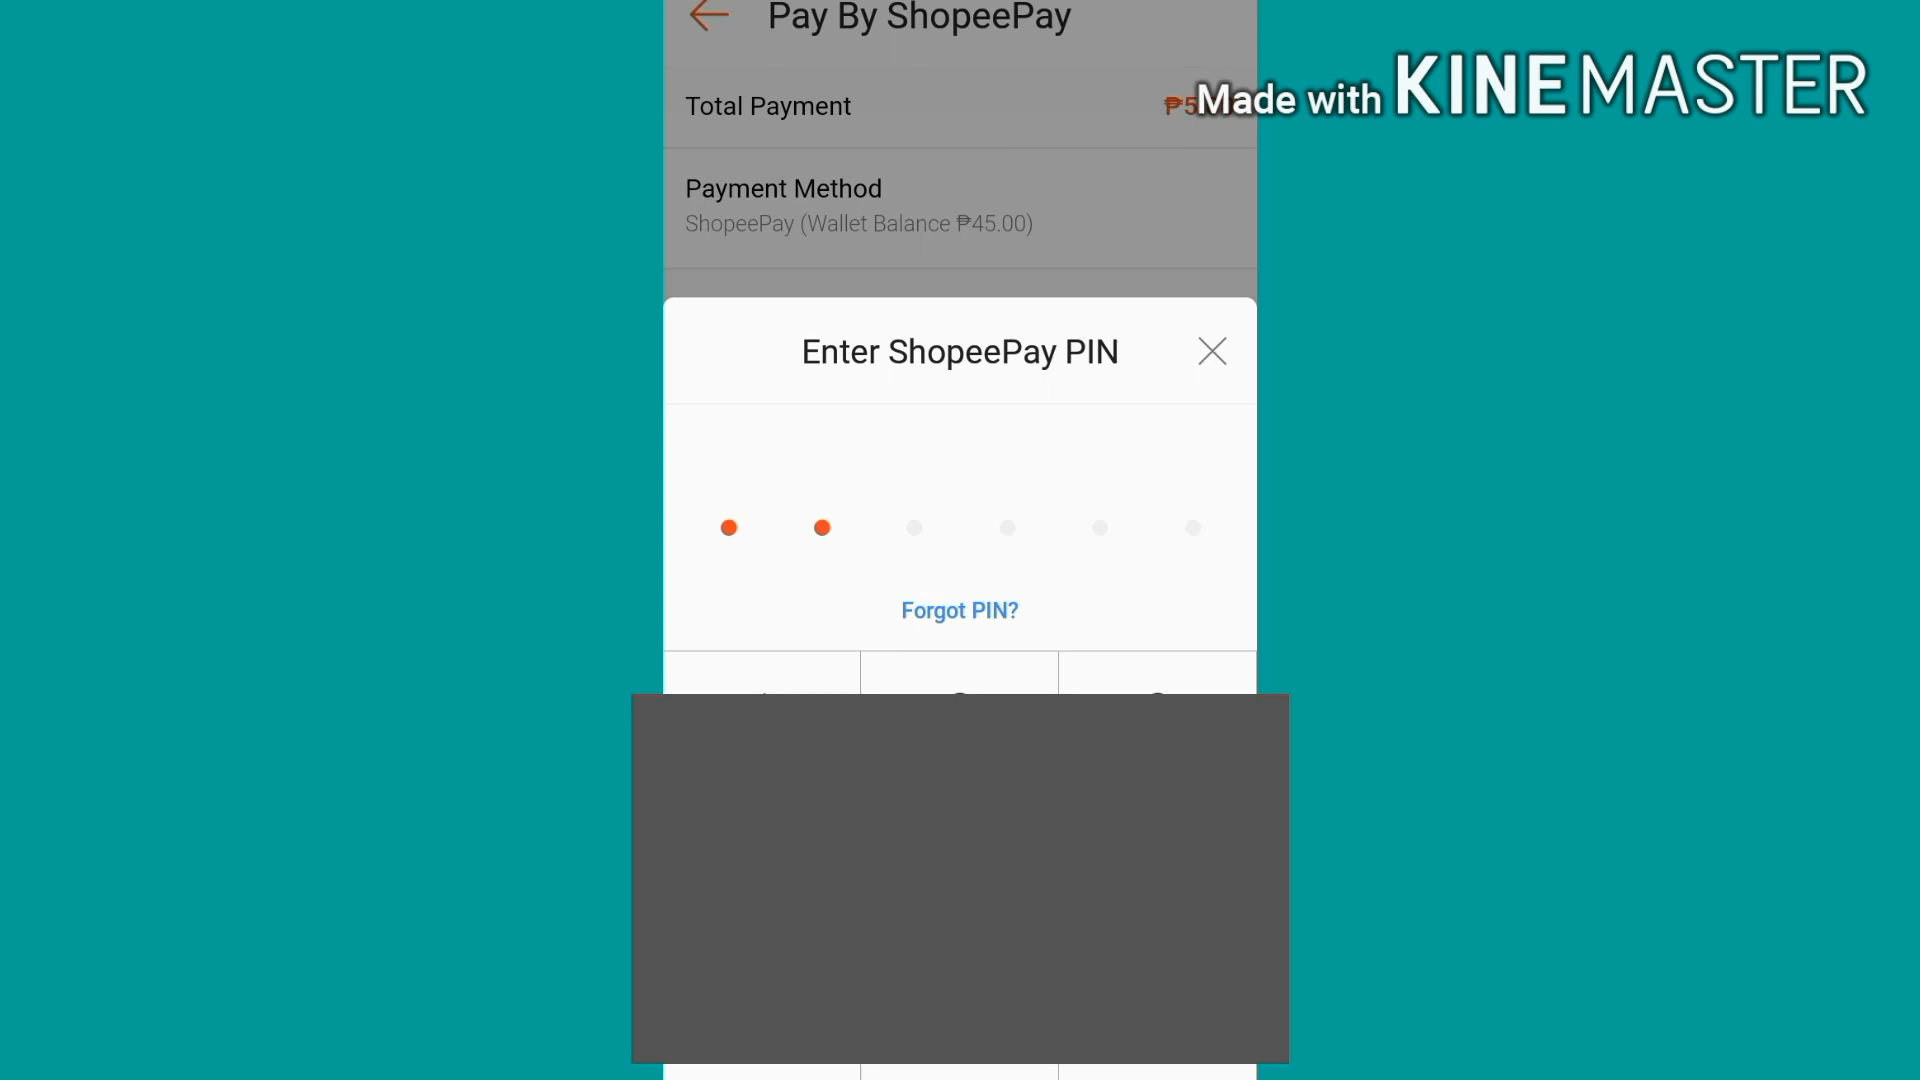 Pay By ShopeePay
Total Payment ₱5
Made with KINEMASTER
Payment Method
ShopeePay (Wallet Balance ₱45.00)
Enter ShopeePay PIN
Forgot PIN?